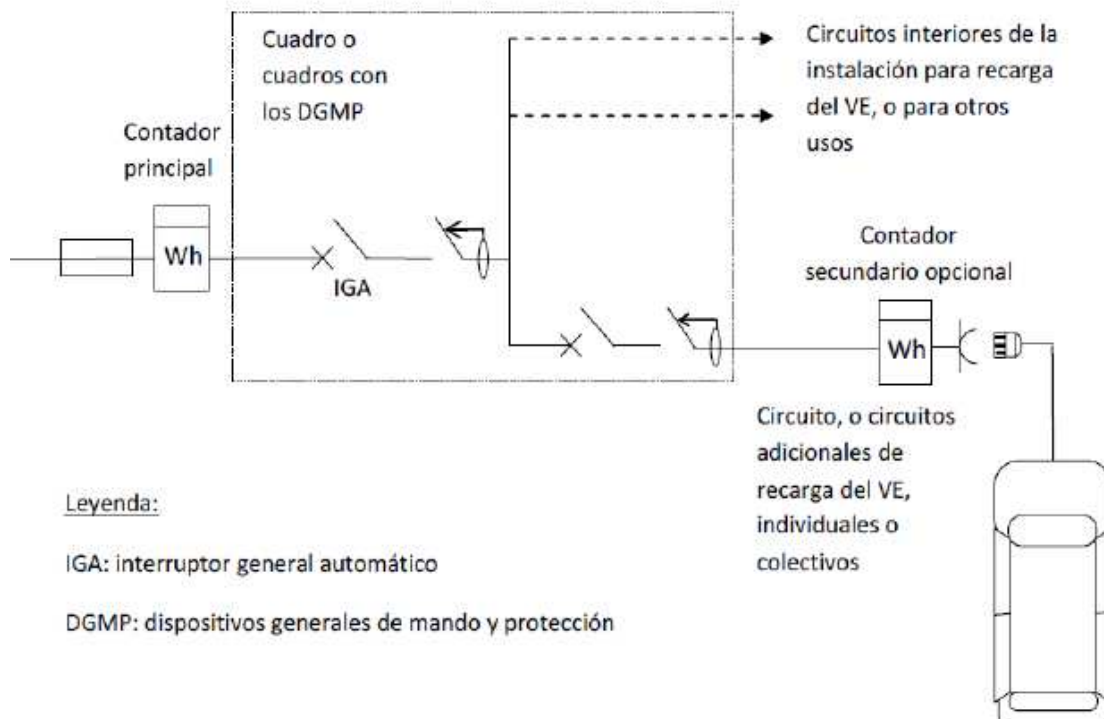 Cuadro o
cuadros con
los DGMP
Circuitos interiores de la
instalación para recarga
del VE, o para otros
usos
Contador
principal
Wh
IGA
Contador
secundario opcional
Wh
Circuito, o circuitos
adicionales de
recarga del VE,
individuales o
colectivos
Leyenda:
IGA: interruptor general automático
DGMP: dispositivos generales de mando y protección